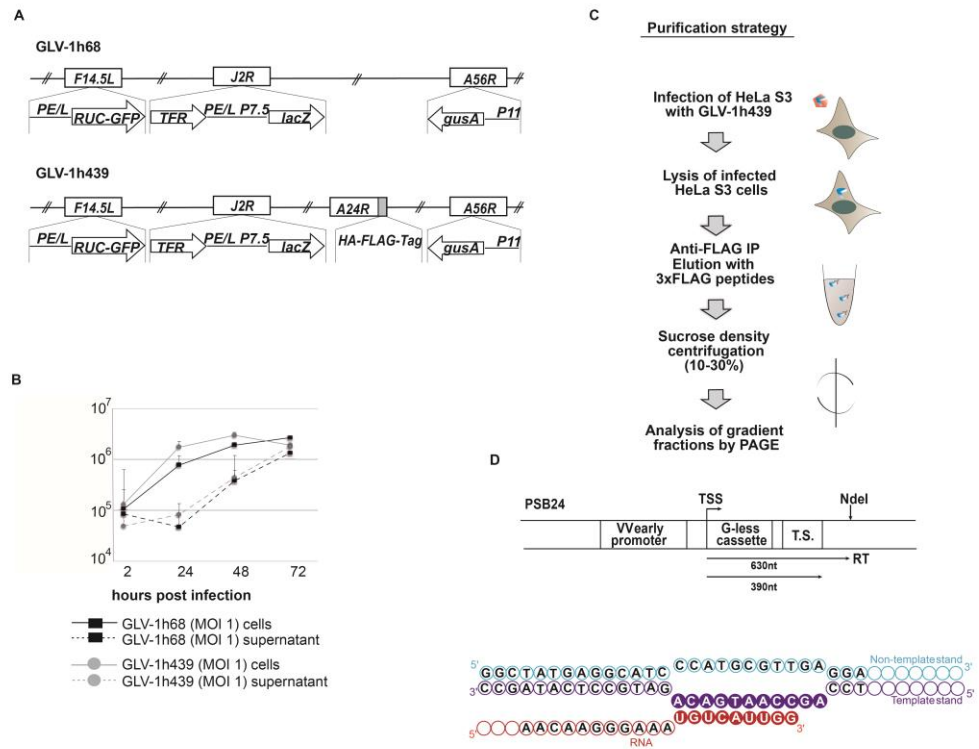 A
GLV-1h68
F14.5L
J2R
A56R
PE/L
RUC-GFP
TFR
PE/L P7.5
lacZ
gusA
P11
GLV-1h439
F14.5L
J2R
A24R
A56R
PE/L
RUC-GFP
TFR
PE/L P7.5
lacZ
HA-FLAG-Tag
gusA
P11
B
10⁷
10⁶
10⁵
10⁴
2 24 48 72
hours post infection
GLV-1h68 (MOI 1) cells
GLV-1h68 (MOI 1) supernatant
GLV-1h439 (MOI 1) cells
GLV-1h439 (MOI 1) supernatant
C
Purification strategy
Infection of HeLa S3
with GLV-1h439
Lysis of infected
HeLa S3 cells
Anti-FLAG IP
Elution with
3xFLAG peptides
Sucrose density
centrifugation
(10-30%)
Analysis of gradient
fractions by PAGE
D
PSB24
TSS
NdeI
VVearly
promoter
G-less
cassette
T.S.
630nt
RT
390nt
5' GGCTATGAGGCATC CCATGCGTTGA GGA 3'
Non-templatestand
3' CCGATACTCCGTAG ACAGTAACCGA CCT 5'
Templatestand
UGUCAUUGG 3'
5' AACAAGGGAAA
RNA